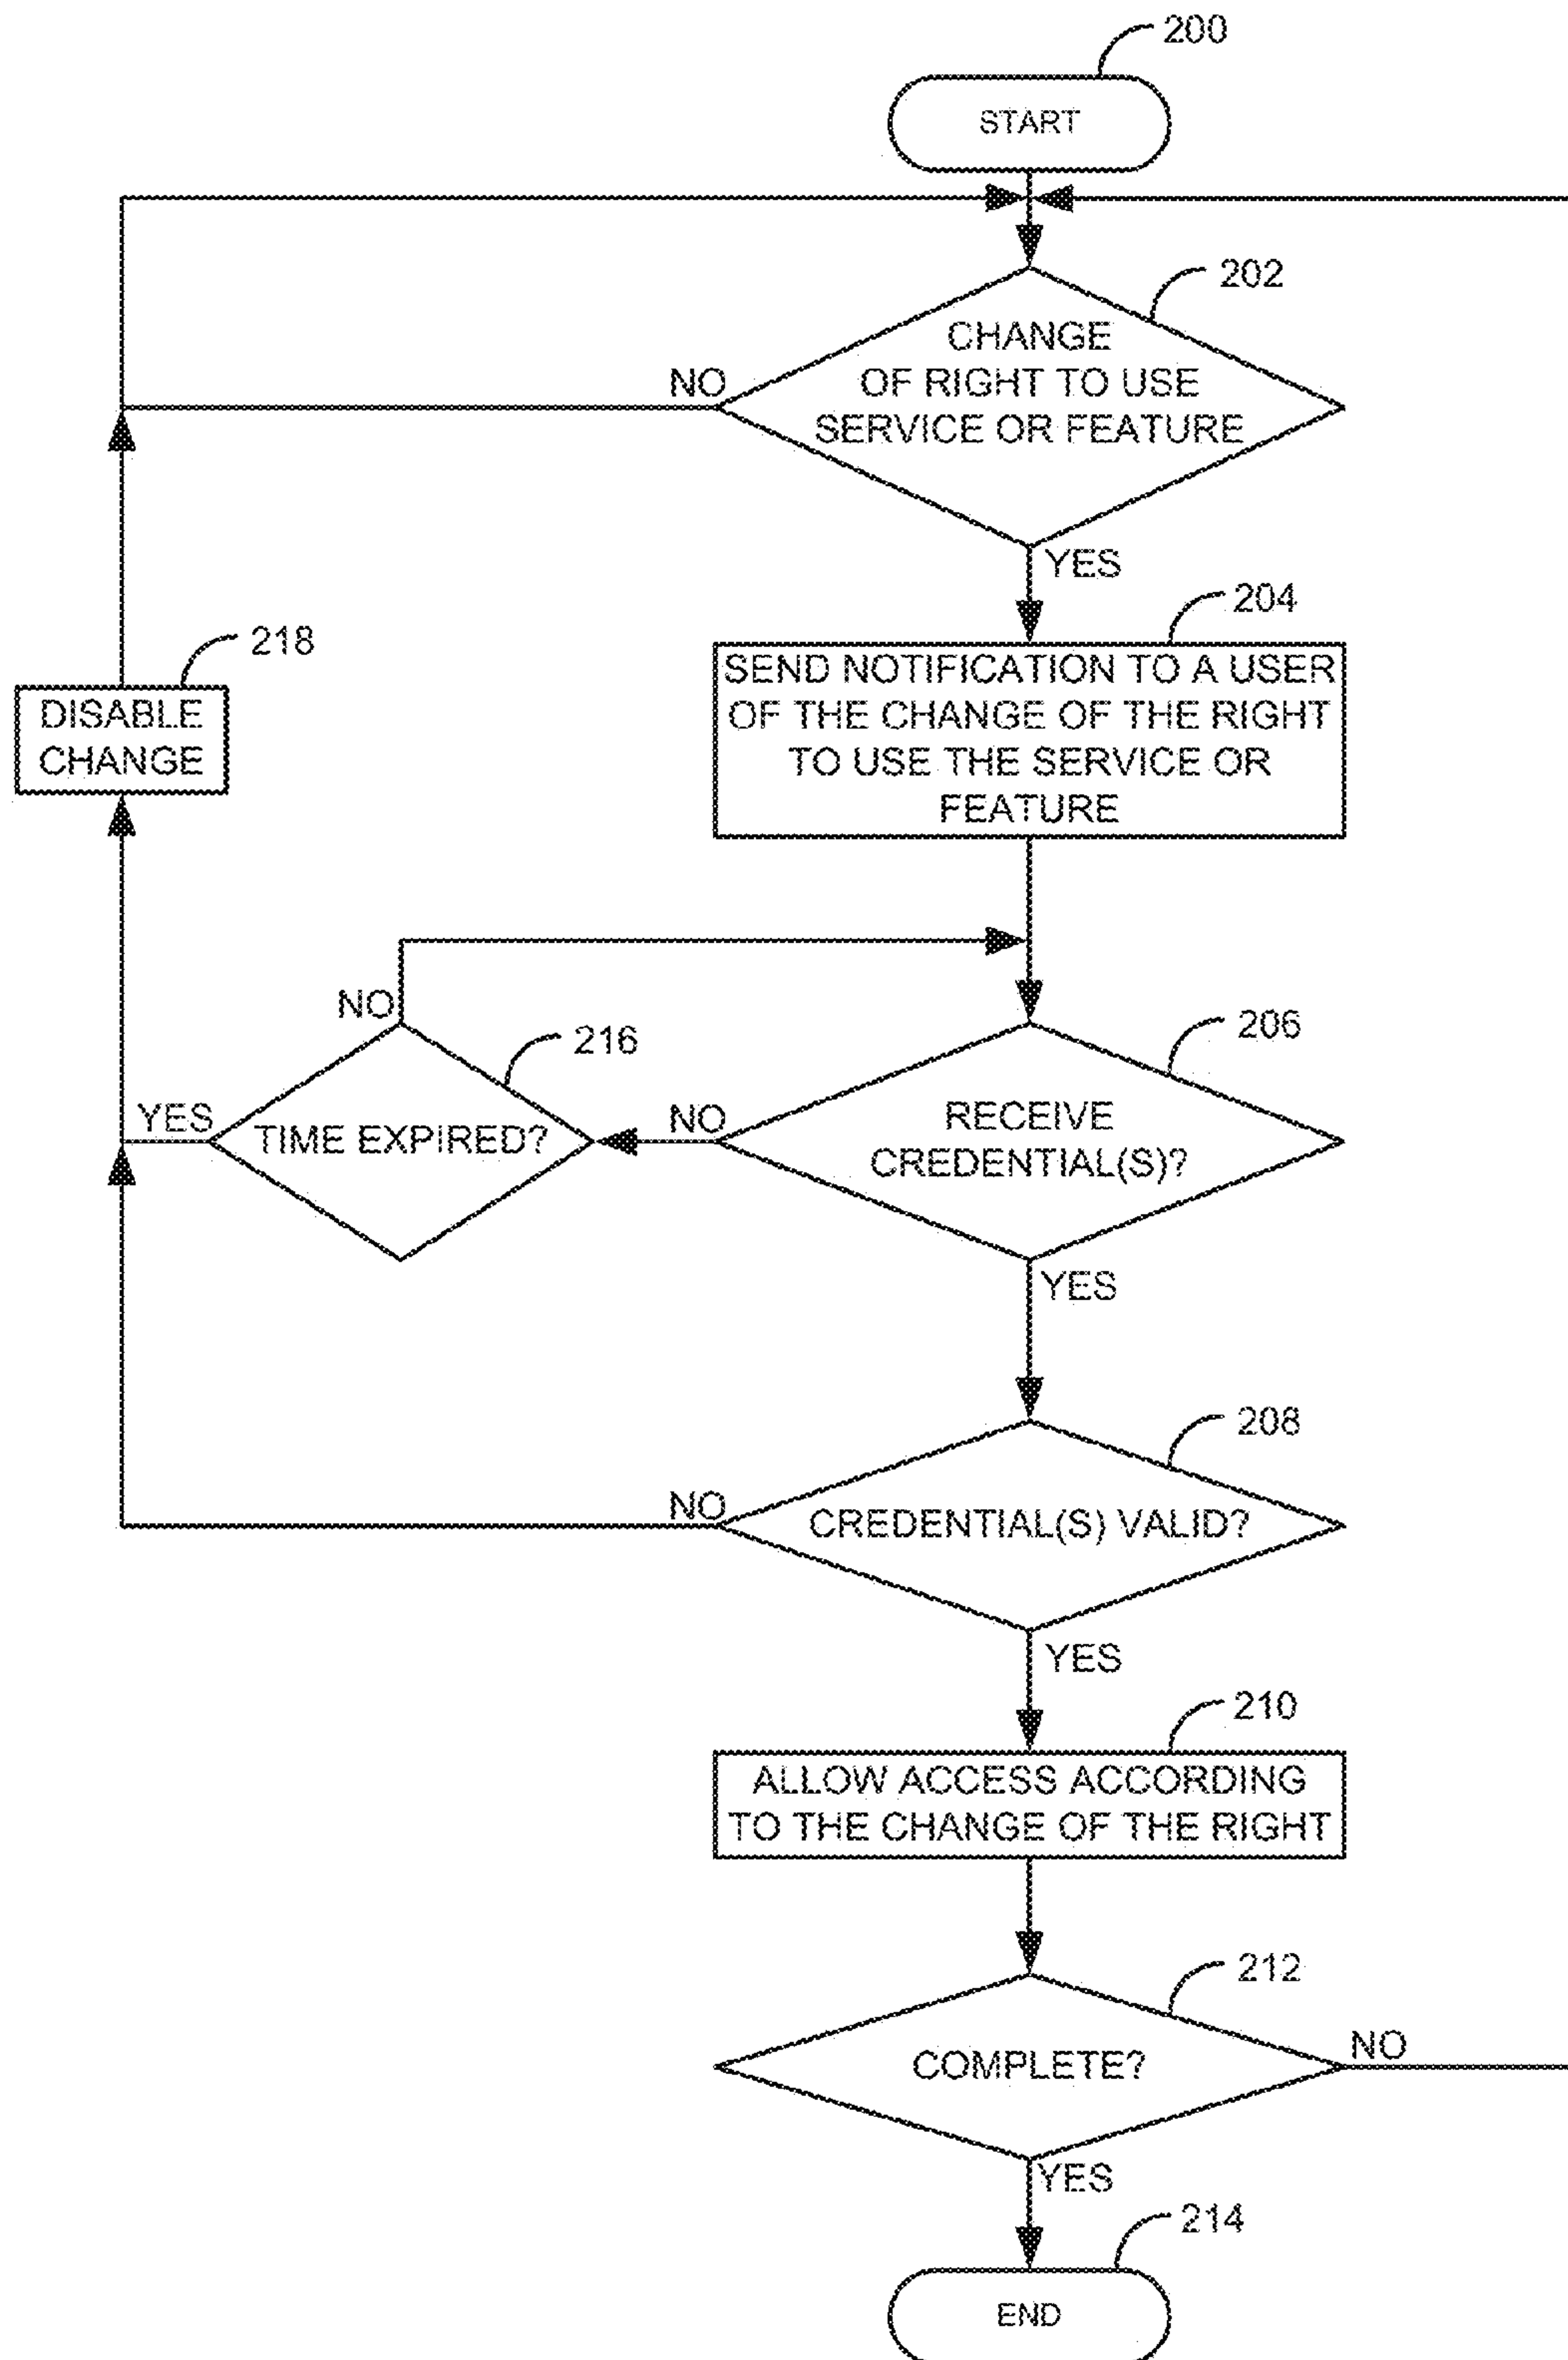 200
START
202
CHANGE
OF RIGHT TO USE
SERVICE OR FEATURE
NO
YES
204
SEND NOTIFICATION TO A USER
OF THE CHANGE OF THE RIGHT
TO USE THE SERVICE OR
FEATURE
218
DISABLE
CHANGE
NO
216
TIME EXPIRED?
YES
NO
206
RECEIVE
CREDENTIAL(S)?
YES
208
NO
CREDENTIAL(S) VALID?
YES
210
ALLOW ACCESS ACCORDING
TO THE CHANGE OF THE RIGHT
212
COMPLETE?
NO
YES
214
END